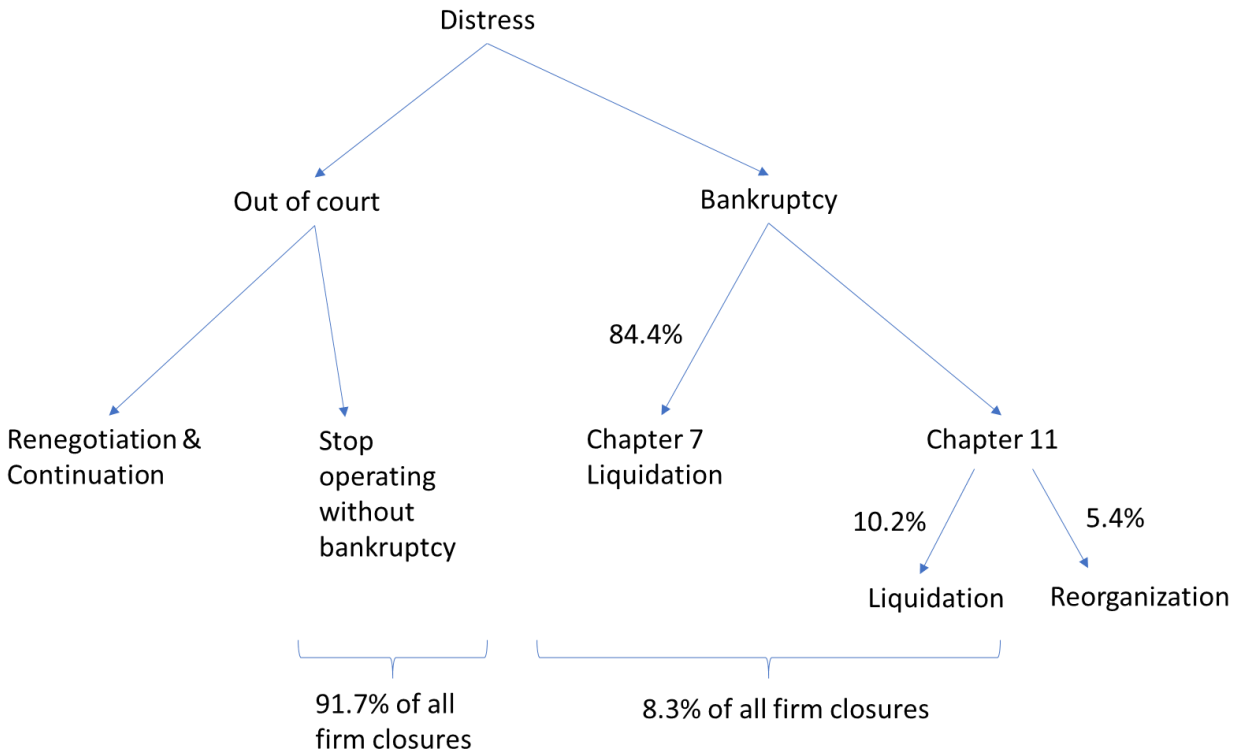 Distress
Out of court
Bankruptcy
84.4%
Renegotiation &
Continuation
Stop
operating
without
bankruptcy
Chapter 7
Liquidation
Chapter 11
10.2%
5.4%
Liquidation
Reorganization
91.7% of all
firm closures
8.3% of all firm closures